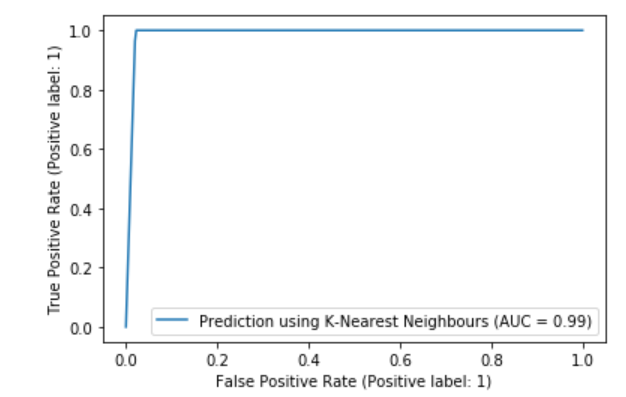 1.0
0.8
0.6
0.4
0.2
0.0
True Positive Rate (Positive label: 1)
Prediction using K-Nearest Neighbours (AUC = 0.99)
0.0 0.2 0.4 0.6 0.8 1.0
False Positive Rate (Positive label: 1)